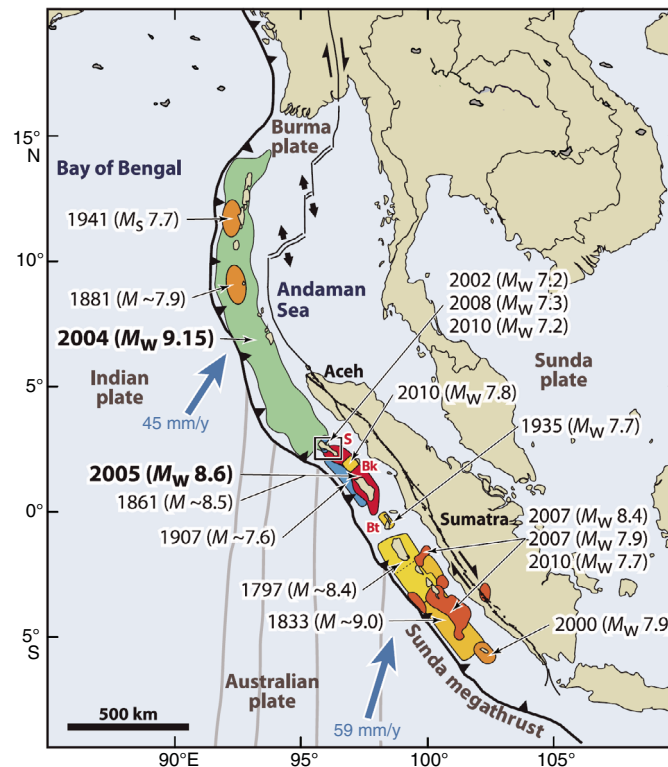 15°
N
Burma
plate
Bay of Bengal
1941 (MS 7.7)
10°
1881 (M ~7.9)
Andaman
Sea
2002 (MW 7.2)
2008 (MW 7.3)
2010 (MW 7.2)
2004 (MW 9.15)
Sunda
plate
Aceh
5°
Indian
plate
2010 (MW 7.8)
45 mm/y
1935 (MW 7.7)
S
Bk
2005 (MW 8.6)
1861 (M ~8.5)
0°
Bt
Sumatra
1907 (M ~7.6)
2007 (MW 8.4)
2007 (MW 7.9)
2010 (MW 7.7)
1797 (M ~8.4)
1833 (M ~9.0)
2000 (MW 7.9)
5°
S
Sunda megathrust
Australian
plate
500 km
59 mm/y
90°E
95°
100°
105°